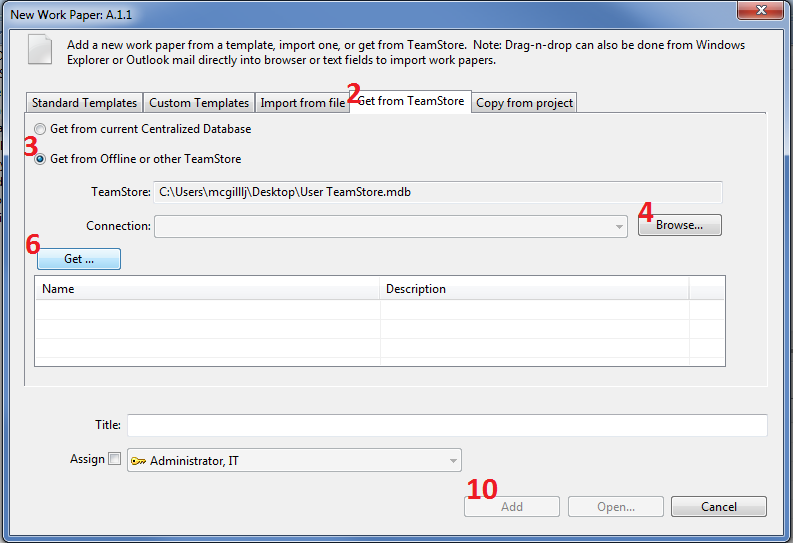 New Work Paper: A.1.1
Add a new work paper from a template, import one, or get from TeamStore. Note: Drag-n-drop can also be done from Windows
Explorer or Outlook mail directly into browser or text fields to import work papers.
Standard Templates Custom Templates Import from file 2 Get from TeamStore Copy from project
Get from current Centralized Database
3 Get from Offline or other TeamStore
TeamStore: C:\Users\mcgilllj\Desktop\User TeamStore.mdb
Connection: 4 Browse...
6 Get ...
Name Description
Title:
Assign Administrator, IT
10 Add Open... Cancel